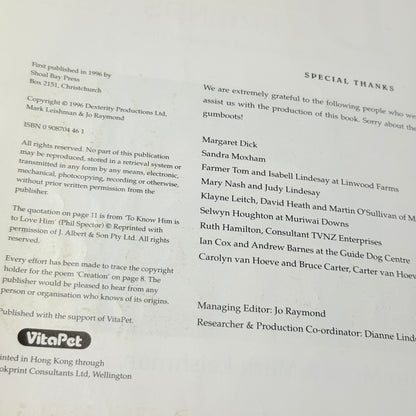 First published in 1996 by
Shoal Bay Press
Box 2151, Christchurch
Copyright © 1996 Dexterity Productions Ltd,
Mark Leishman & Jo Raymond
ISBN 0 908704 46 1
All rights reserved. No part of this publication
may be reproduced, stored in a retrieval system or
transmitted in any form by any means, electronic,
mechanical, photocopying, recording or otherwise,
without prior written permission from the
publisher.
The quotation on page 11 is from 'To Know Him is
to Love Him' (Phil Spector) © Reprinted with
permission of J. Albert & Son Pty Ltd. All rights
reserved.
Every effort has been made to trace the copyright
holder for the poem 'Creation' on page 8. The
publisher would be pleased to hear from any
person or organisation who knows of its origins.
Published with the support of VitaPet.
VitaPet
rinted in Hong Kong through
okprint Consultants Ltd, Wellington
SPECIAL THANKS
We are extremely grateful to the following people who we
assist us with the production of this book. Sorry about the
gumboots!
Margaret Dick
Sandra Moxham
Farmer Tom and Isabell Lindesay at Linwood Farms
Mary Nash and Judy Lindesay
Klayne Leitch, David Heath and Martin O'Sullivan of M
Selwyn Houghton at Muriwai Downs
Ruth Hamilton, Consultant TVNZ Enterprises
Ian Cox and Andrew Barnes at the Guide Dog Centre
Carolyn van Hoeve and Bruce Carter, Carter van Hoev
Managing Editor: Jo Raymond
Researcher & Production Co-ordinator: Dianne Linde